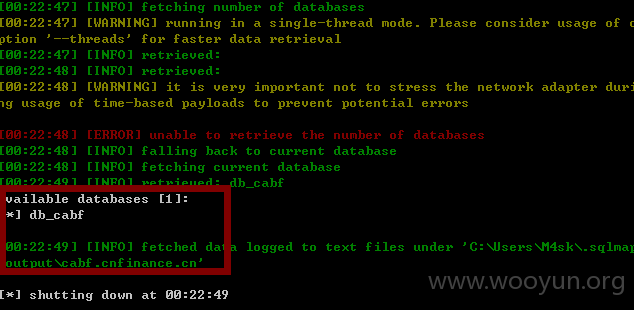 [00:22:47] [INFO] fetching number of databases
[00:22:47] [WARNING] running in a single-thread mode. Please consider usage of o
ption '--threads' for faster data retrieval
[00:22:47] [INFO] retrieved:
[00:22:48] [INFO] retrieved:
[00:22:48] [WARNING] it is very important not to stress the network adapter duri
ng usage of time-based payloads to prevent potential errors
[00:22:48] [ERROR] unable to retrieve the number of databases
[00:22:48] [INFO] falling back to current database
[00:22:48] [INFO] fetching current database
[00:22:49] [INFO] retrieved: db_cabf
vailable databases [1]:
*] db_cabf
[00:22:49] [INFO] fetched data logged to text files under 'C:\Users\M4sk\.sqlmap
output\cabf.cnfinance.cn'
www.wooyun.org
[*] shutting down at 00:22:49